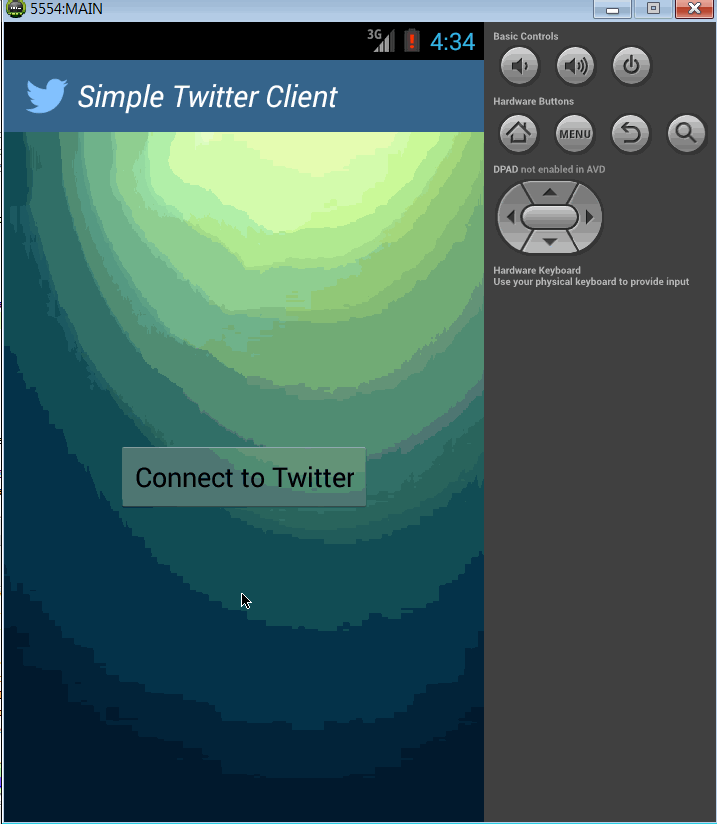 5554:MAIN
3G
4:34
Simple Twitter Client
Connect to Twitter
Basic Controls
Hardware Buttons
MENU
DPAD not enabled in AVD
Hardware Keyboard
Use your physical keyboard to provide input